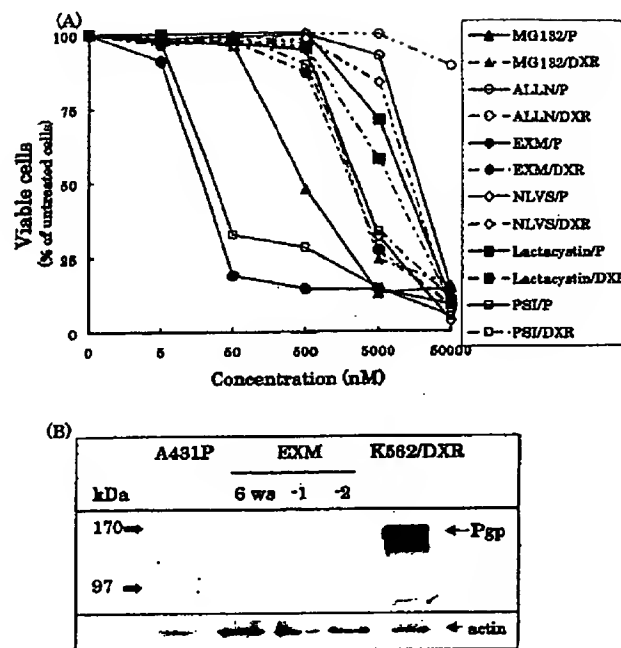 (A)
100
75
50
25
0
Viable cells
(% of untreated cells)
0 5 50 500 5000 50000
Concentration (nM)
MG132/P
MG132/DXR
ALLN/P
ALLN/DXR
EXM/P
EXM/DXR
NLVS/P
NLVS/DXR
Lactacystin/P
Lactacystin/DXR
PSI/P
PSI/DXR
(B)
A431P EXM K562/DXR
kDa 6 ws -1 -2
170 Pgp
97
actin